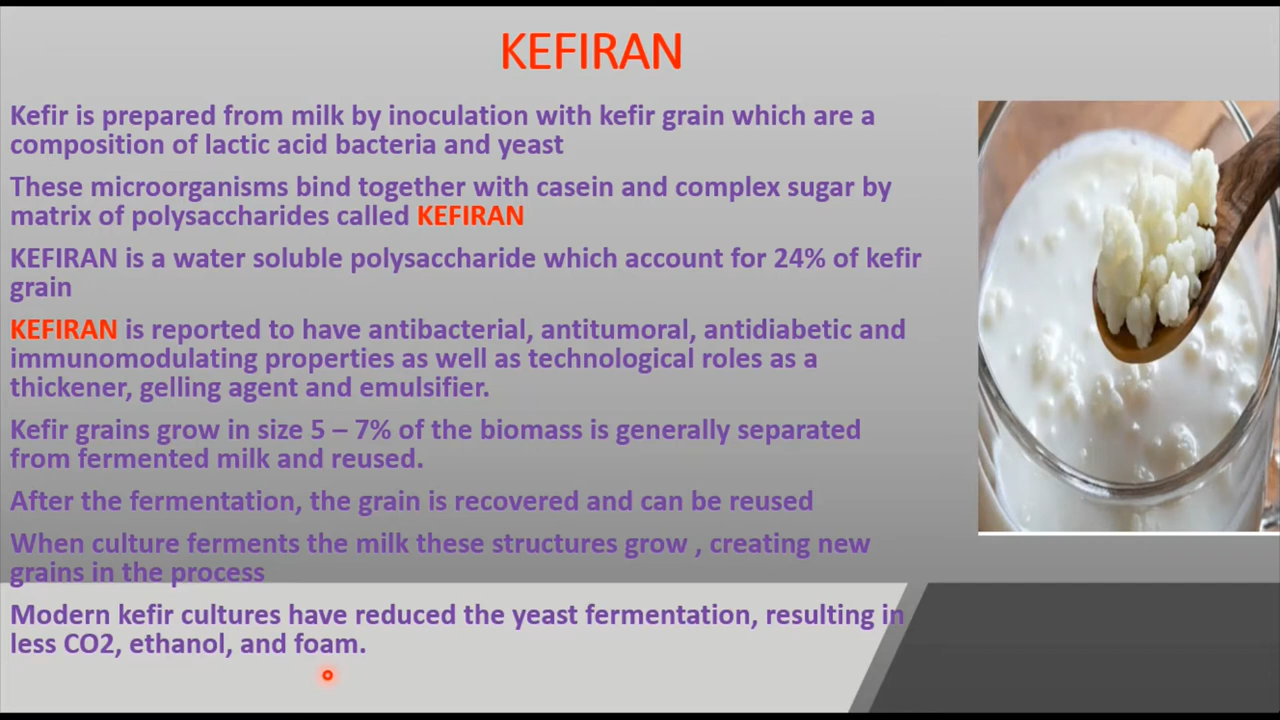 KEFIRAN
Kefir is prepared from milk by inoculation with kefir grain which are a
composition of lactic acid bacteria and yeast
These microorganisms bind together with casein and complex sugar by
matrix of polysaccharides called KEFIRAN
KEFIRAN is a water soluble polysaccharide which account for 24% of kefir
grain
KEFIRAN is reported to have antibacterial, antitumoral, antidiabetic and
immunomodulating properties as well as technological roles as a
thickener, gelling agent and emulsifier.
Kefir grains grow in size 5 – 7% of the biomass is generally separated
from fermented milk and reused.
After the fermentation, the grain is recovered and can be reused
When culture ferments the milk these structures grow , creating new
grains in the process
Modern kefir cultures have reduced the yeast fermentation, resulting in
less CO2, ethanol, and foam.